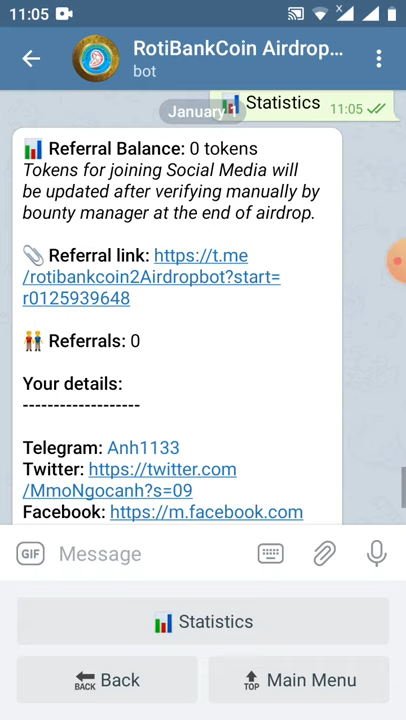 11:05
RotiBankCoin Airdrop...
bot
Statistics
11:05
January 1
Referral Balance: 0 tokens
Tokens for joining Social Media will
be updated after verifying manually by
bounty manager at the end of airdrop.
Referral link: https://t.me
/rotibankcoin2Airdropbot?start=
r0125939648
Referrals: 0
Your details:
-------------------
Telegram: Anh1133
Twitter: https://twitter.com
/MmoNgocanh?s=09
Facebook: https://m.facebook.com
GIF
Message
Statistics
BACK Back
TOP Main Menu